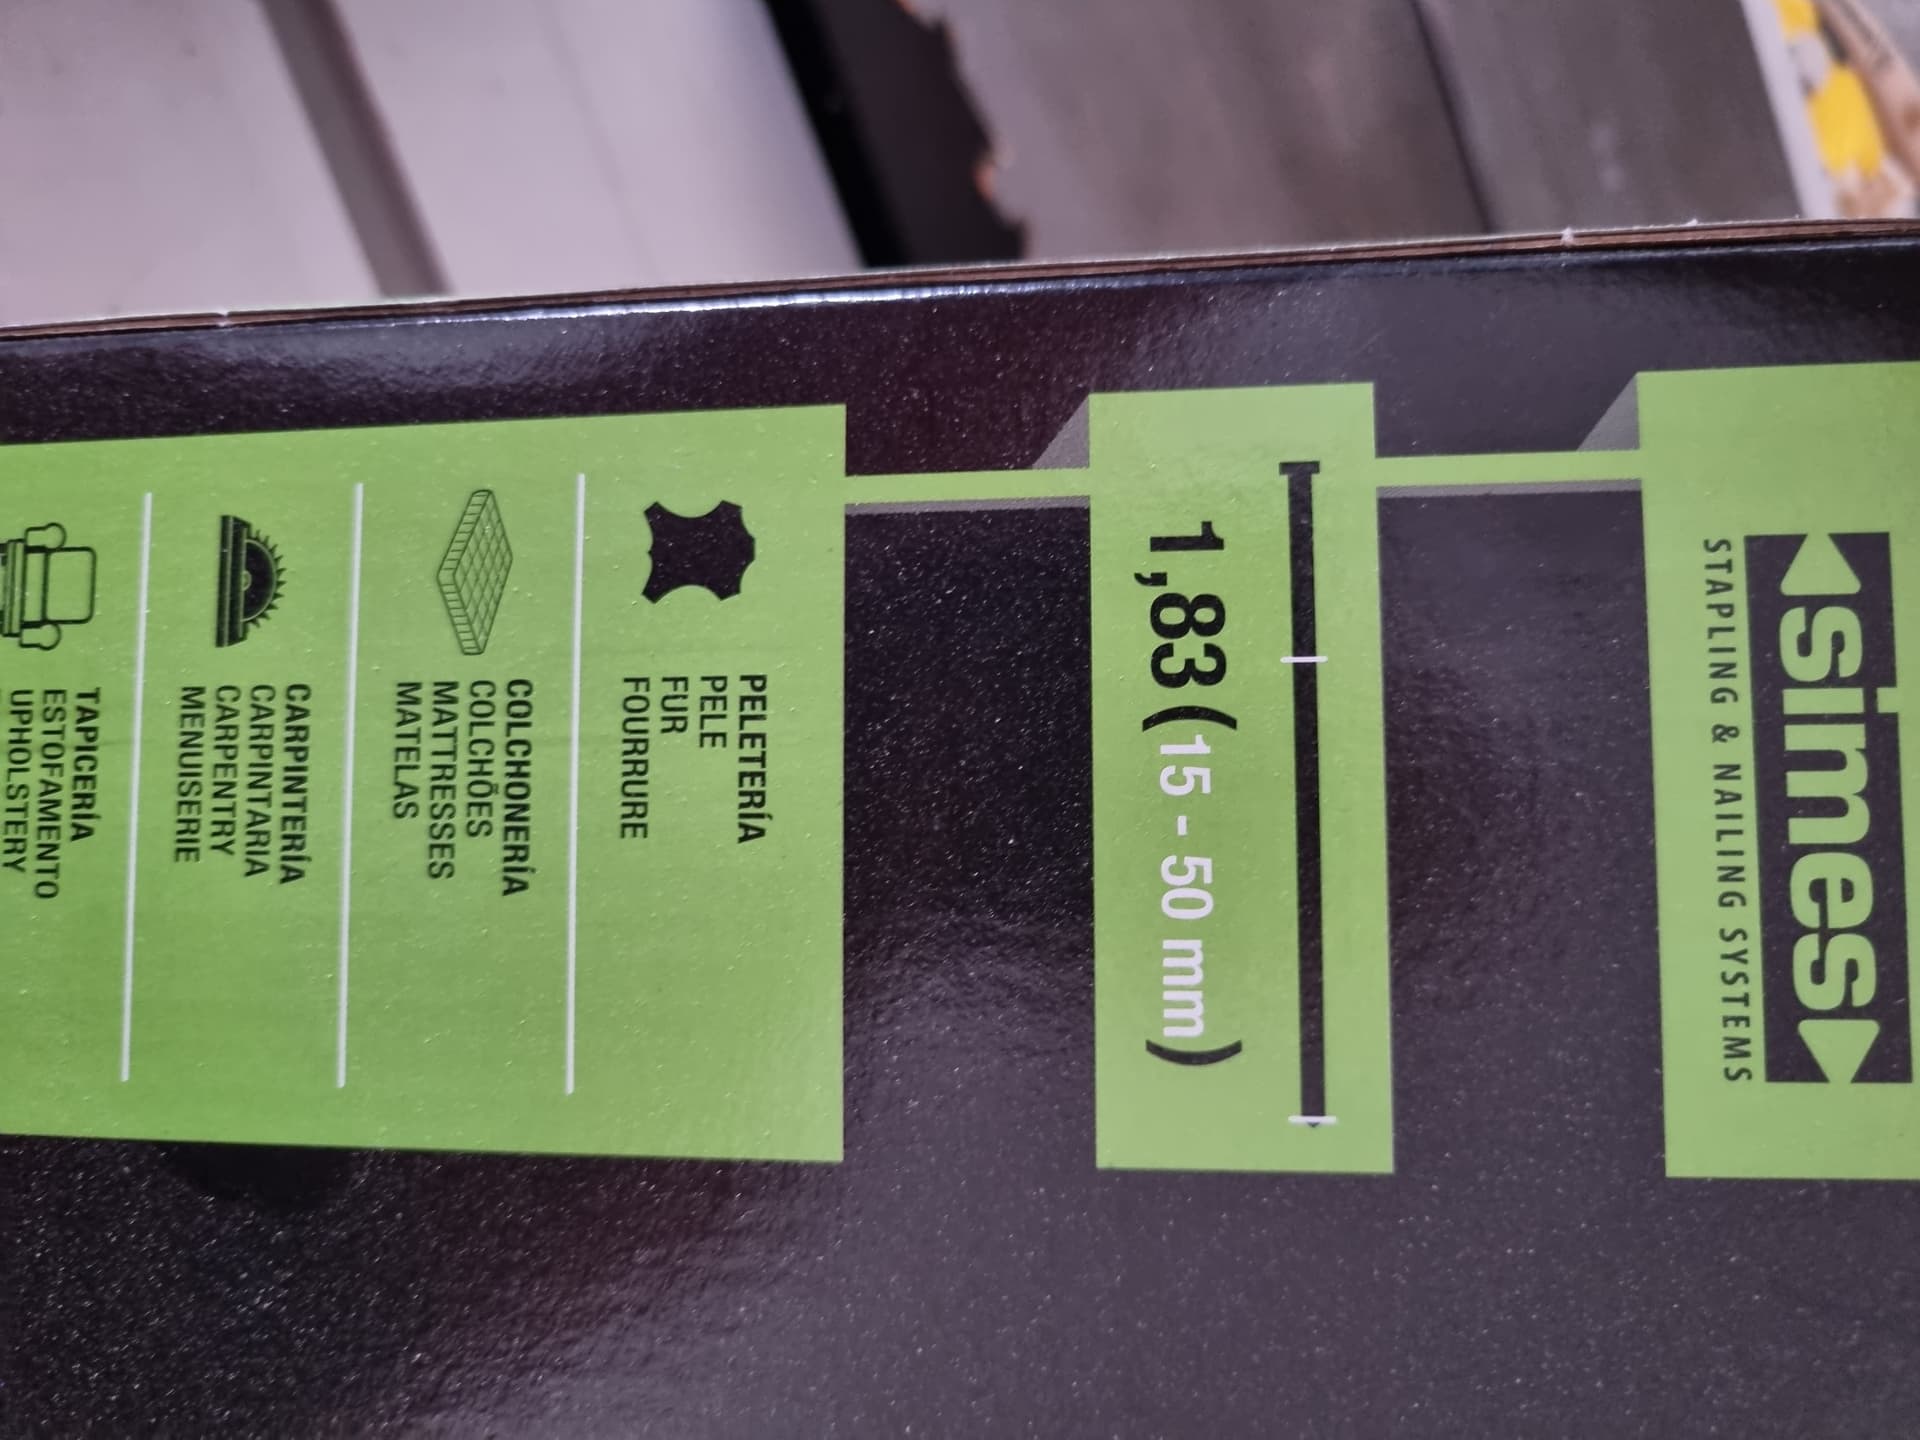 simes
STAPLING & NAILING SYSTEMS
1,83 (15 - 50 mm)
PELETERÍA
PELE
FUR
FOURRURE
COLCHONERÍA
COLCHÕES
MATTRESSES
MATELAS
CARPINTERÍA
CARPINTARIA
CARPENTRY
MENUISERIE
TAPICERÍA
ESTOFAMENTO
UPHOLSTERY